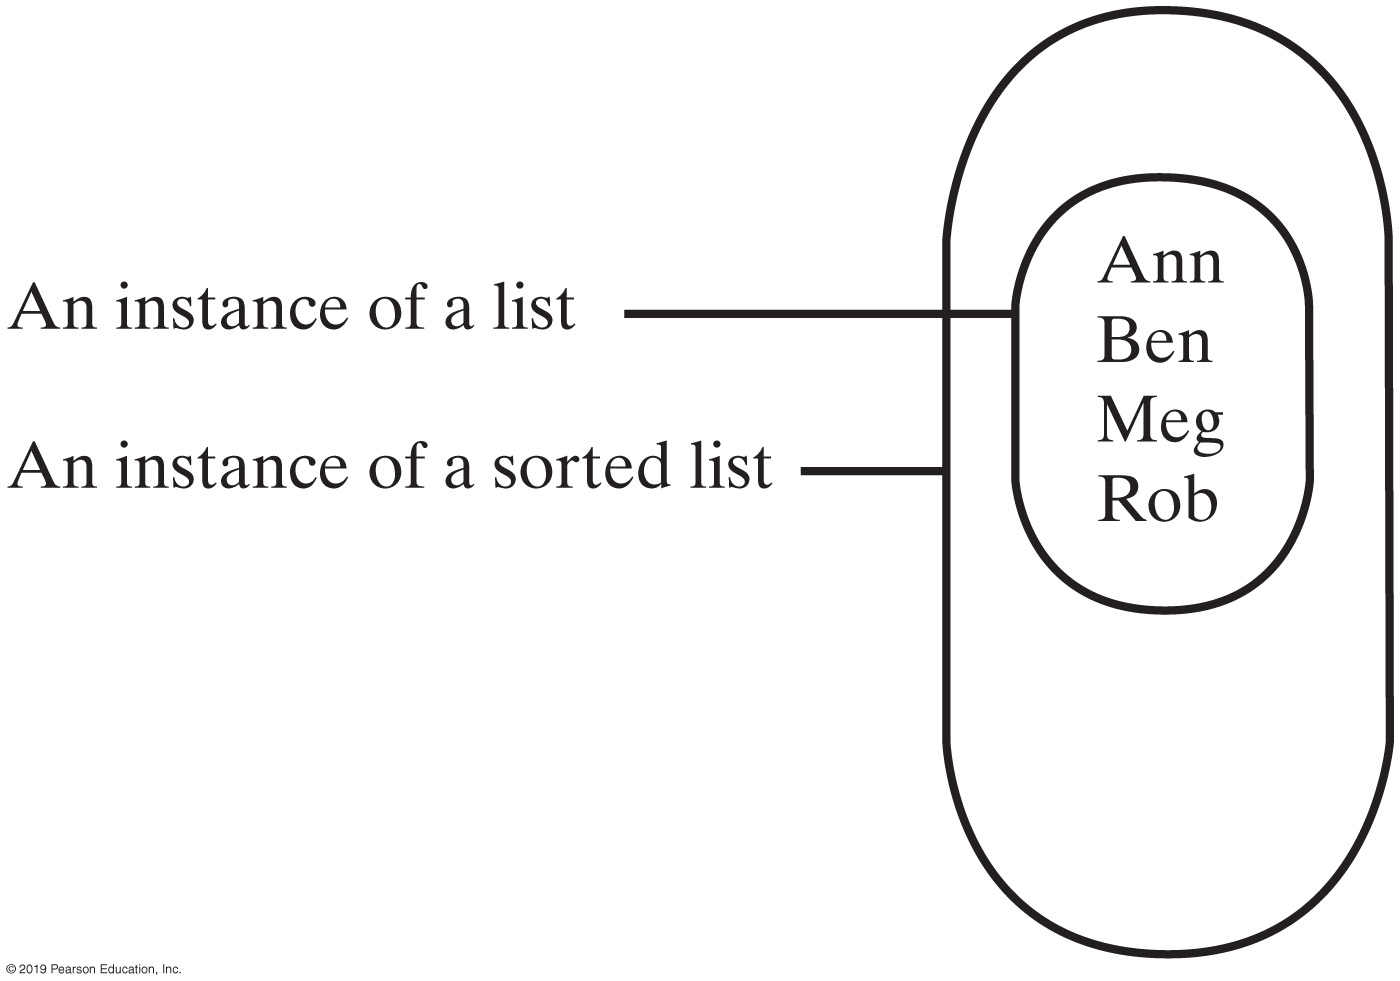 An instance of a list
An instance of a sorted list
Ann
Ben
Meg
Rob
© 2019 Pearson Education, Inc.